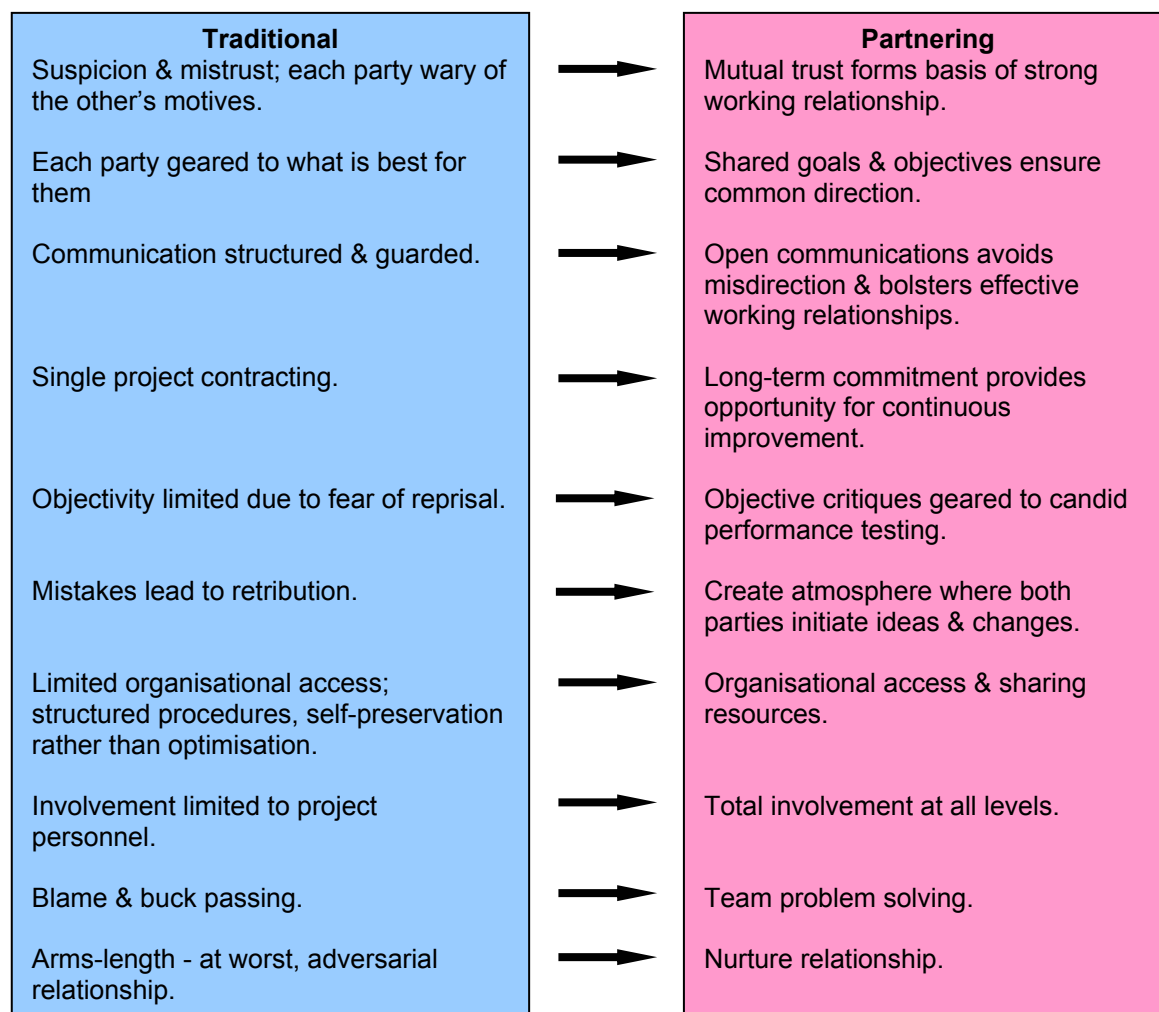 Traditional
Suspicion & mistrust; each party wary of
the other's motives.
Each party geared to what is best for
them
Communication structured & guarded.
Single project contracting.
Objectivity limited due to fear of reprisal.
Mistakes lead to retribution.
Limited organisational access;
structured procedures, self-preservation
rather than optimisation.
Involvement limited to project
personnel.
Blame & buck passing.
Arms-length - at worst, adversarial
relationship.
Partnering
Mutual trust forms basis of strong
working relationship.
Shared goals & objectives ensure
common direction.
Open communications avoids
misdirection & bolsters effective
working relationships.
Long-term commitment provides
opportunity for continuous
improvement.
Objective critiques geared to candid
performance testing.
Create atmosphere where both
parties initiate ideas & changes.
Organisational access & sharing
resources.
Total involvement at all levels.
Team problem solving.
Nurture relationship.